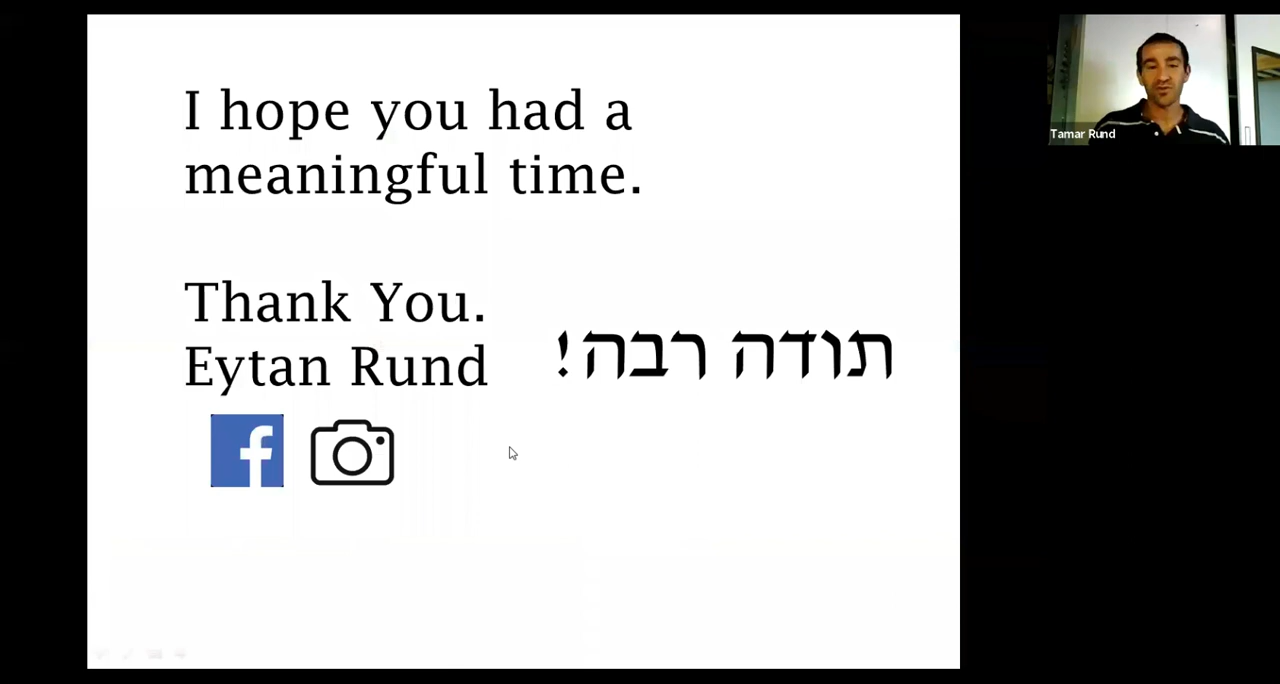 I hope you had a
meaningful time.
Thank You.
Eytan Rund
תודה רבה!
Tamar Rund